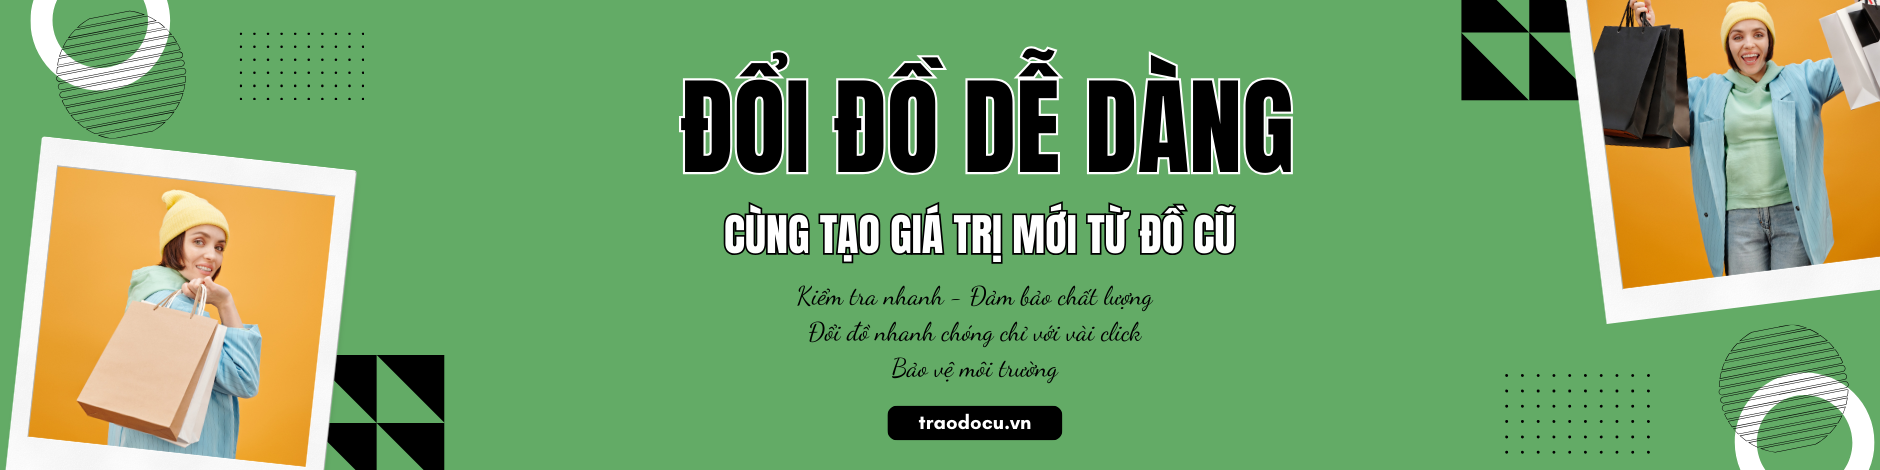 ĐỔI ĐỒ DỄ DÀNG
CÙNG TẠO GIÁ TRỊ MỚI TỪ ĐỒ CŨ
Kiểm tra nhanh - Đảm bảo chất lượng
Đổi đồ nhanh chóng chỉ với vài click
Bảo vệ môi trường
traodocu.vn